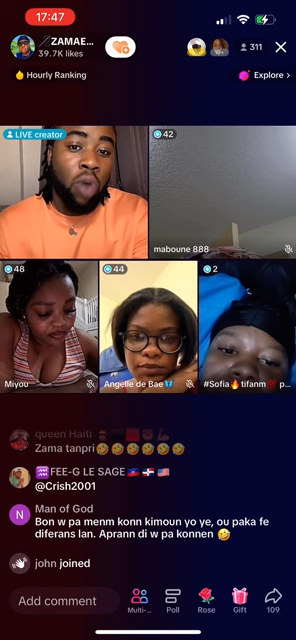 17:47
ZAMAE...
39.7K likes
311
Hourly Ranking
Explore >
LIVE creator
42
maboune 888
48
44
2
Miyou
Angelle de Bae
#Sofia🔥tifanm💯 p...
queen Haiti
Zama tanpri🤣🤣🤣🤣🤣🤣
♒FEE-G LE SAGE🇭🇹🇩🇴🇺🇸
@Crish2001
N
Man of God
Bon w pa menm konn kimoun yo ye, ou paka fe
diferans lan. Aprann di w pa konnen 🤣
john joined
Add comment
Multi-...
Poll
Rose
Gift
109